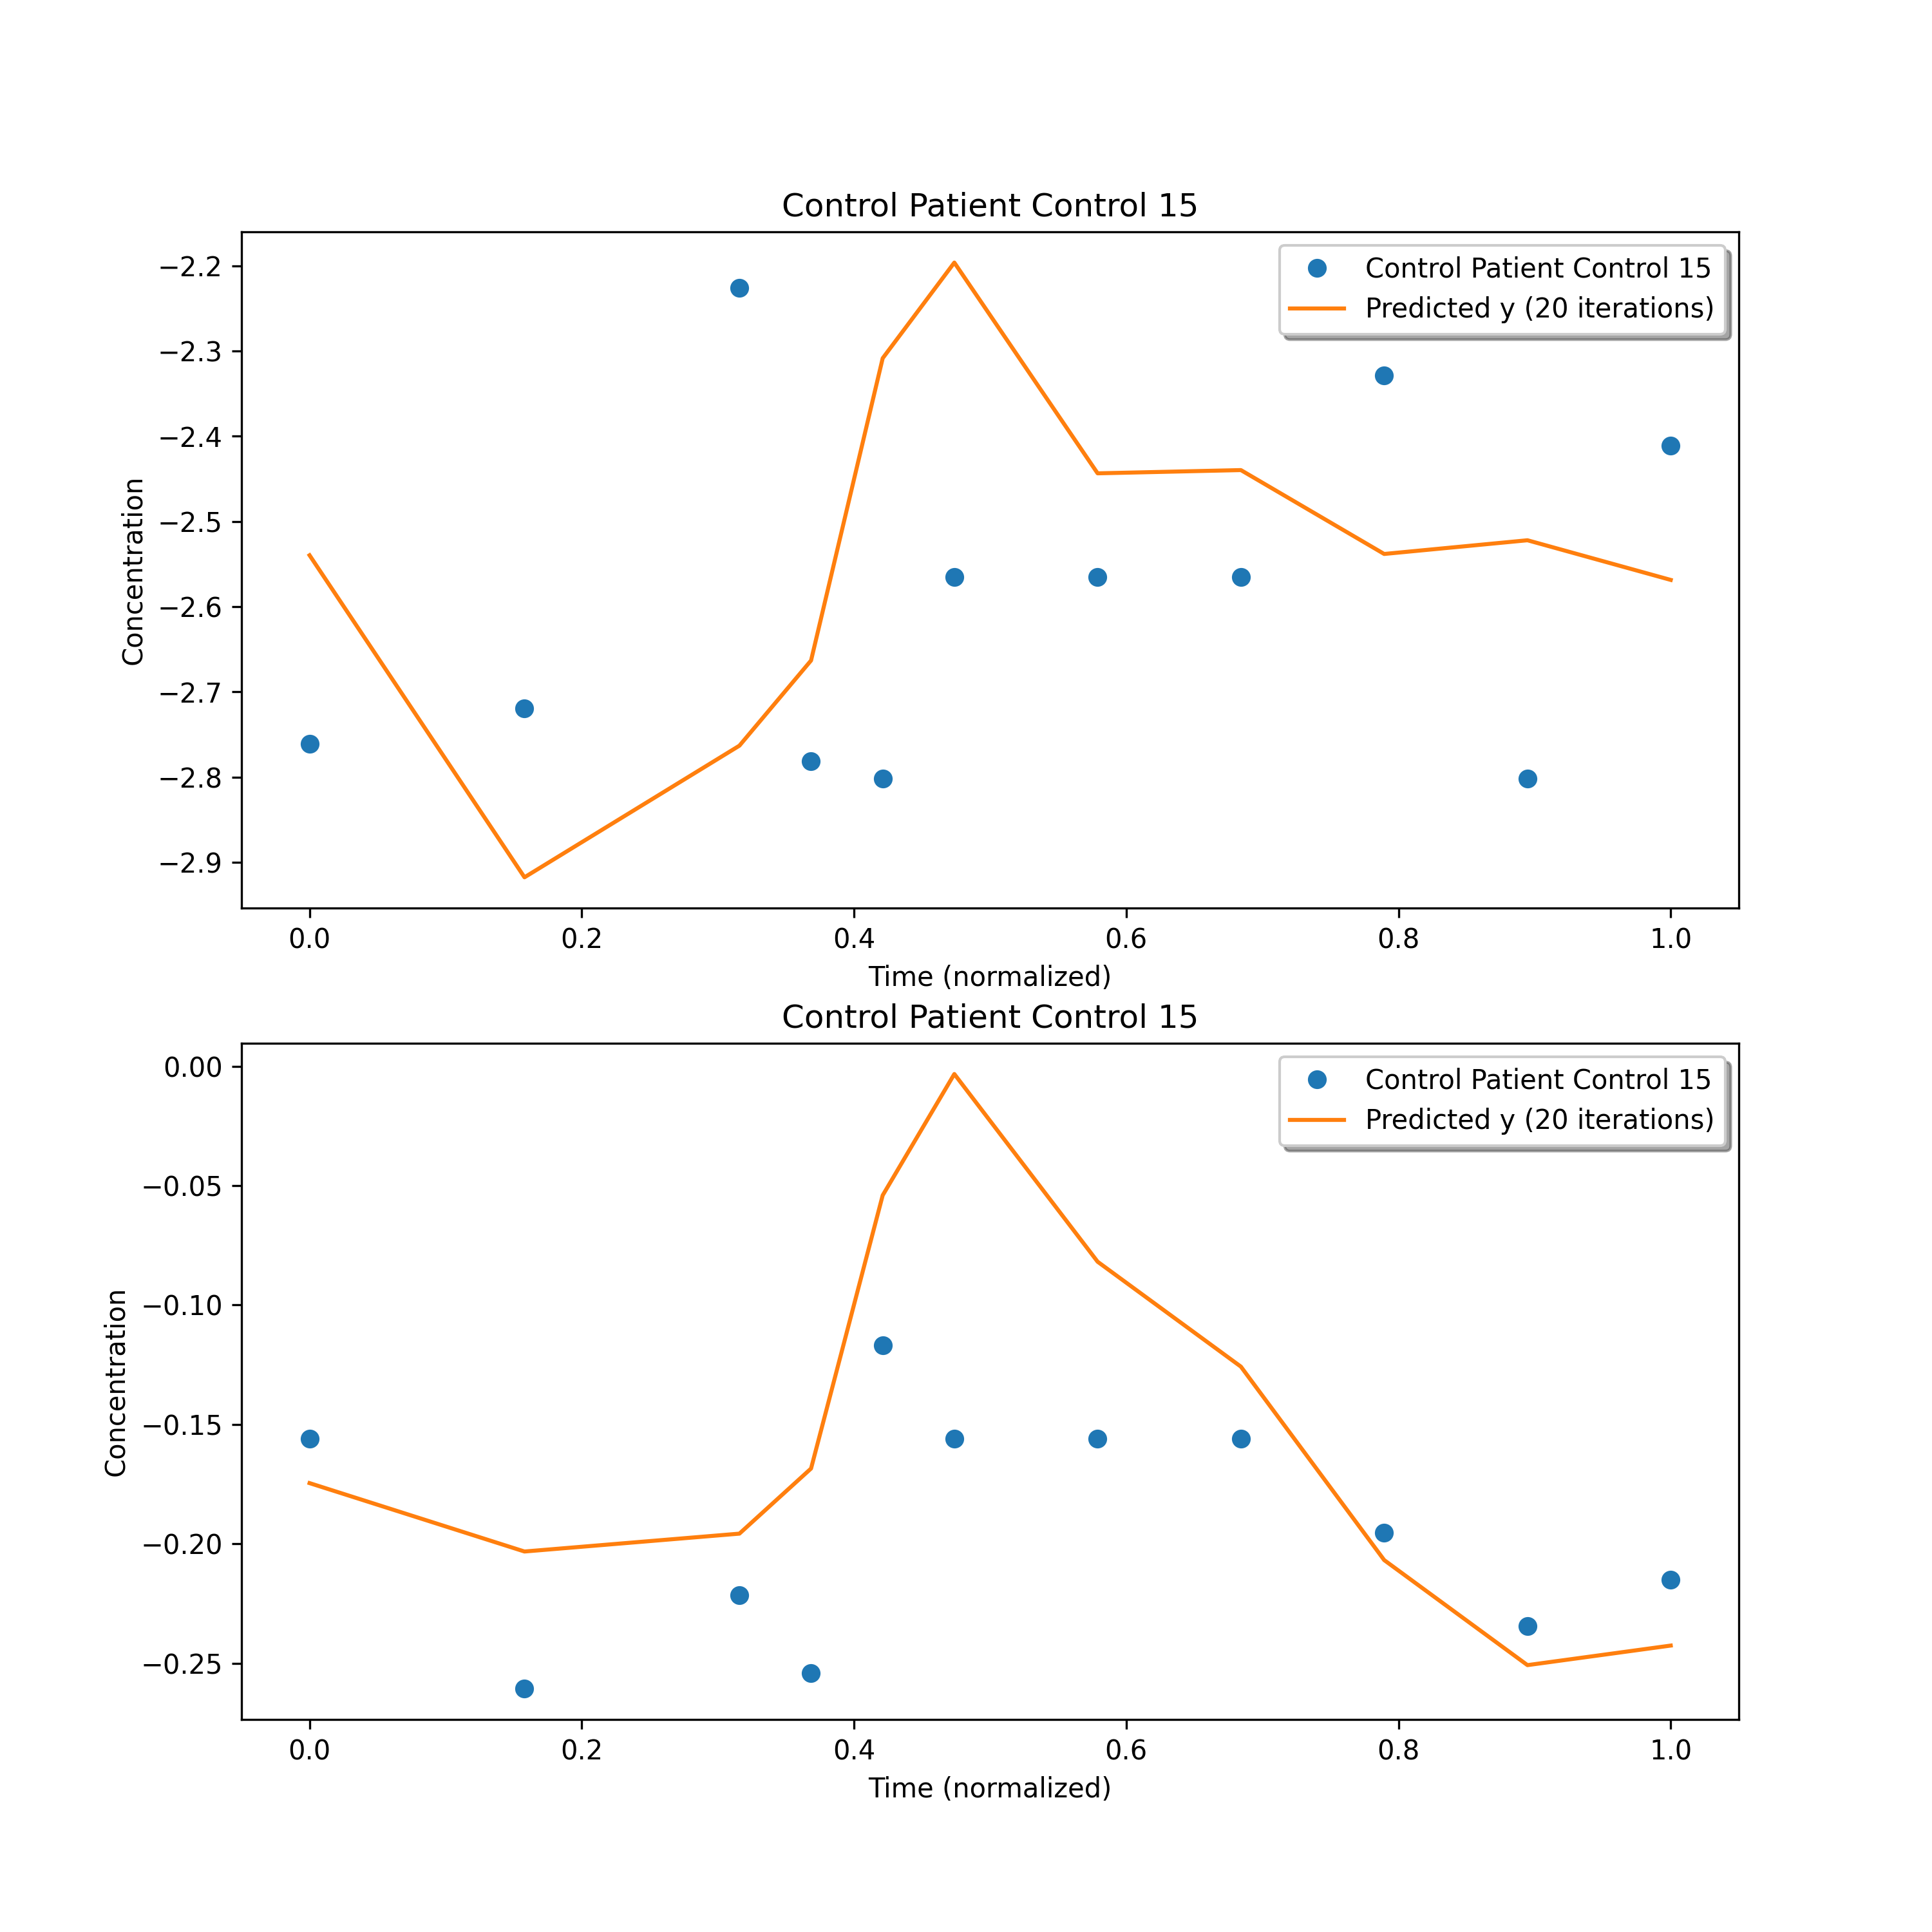 Control Patient Control 15
Control Patient Control 15
Predicted y (20 iterations)
−2.2
−2.3
−2.4
−2.5
−2.6
−2.7
−2.8
−2.9
Concentration
0.0 0.2 0.4 0.6 0.8 1.0
Time (normalized)
Control Patient Control 15
Control Patient Control 15
Predicted y (20 iterations)
0.00
−0.05
−0.10
−0.15
−0.20
−0.25
Concentration
0.0 0.2 0.4 0.6 0.8 1.0
Time (normalized)